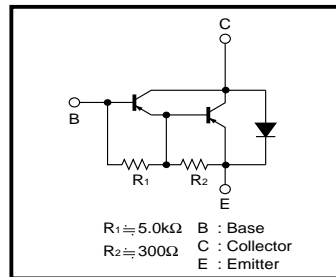 C
B
R₁ R₂
E
R₁≒5.0kΩ B : Base
R₂≒300Ω C : Collector
E : Emitter